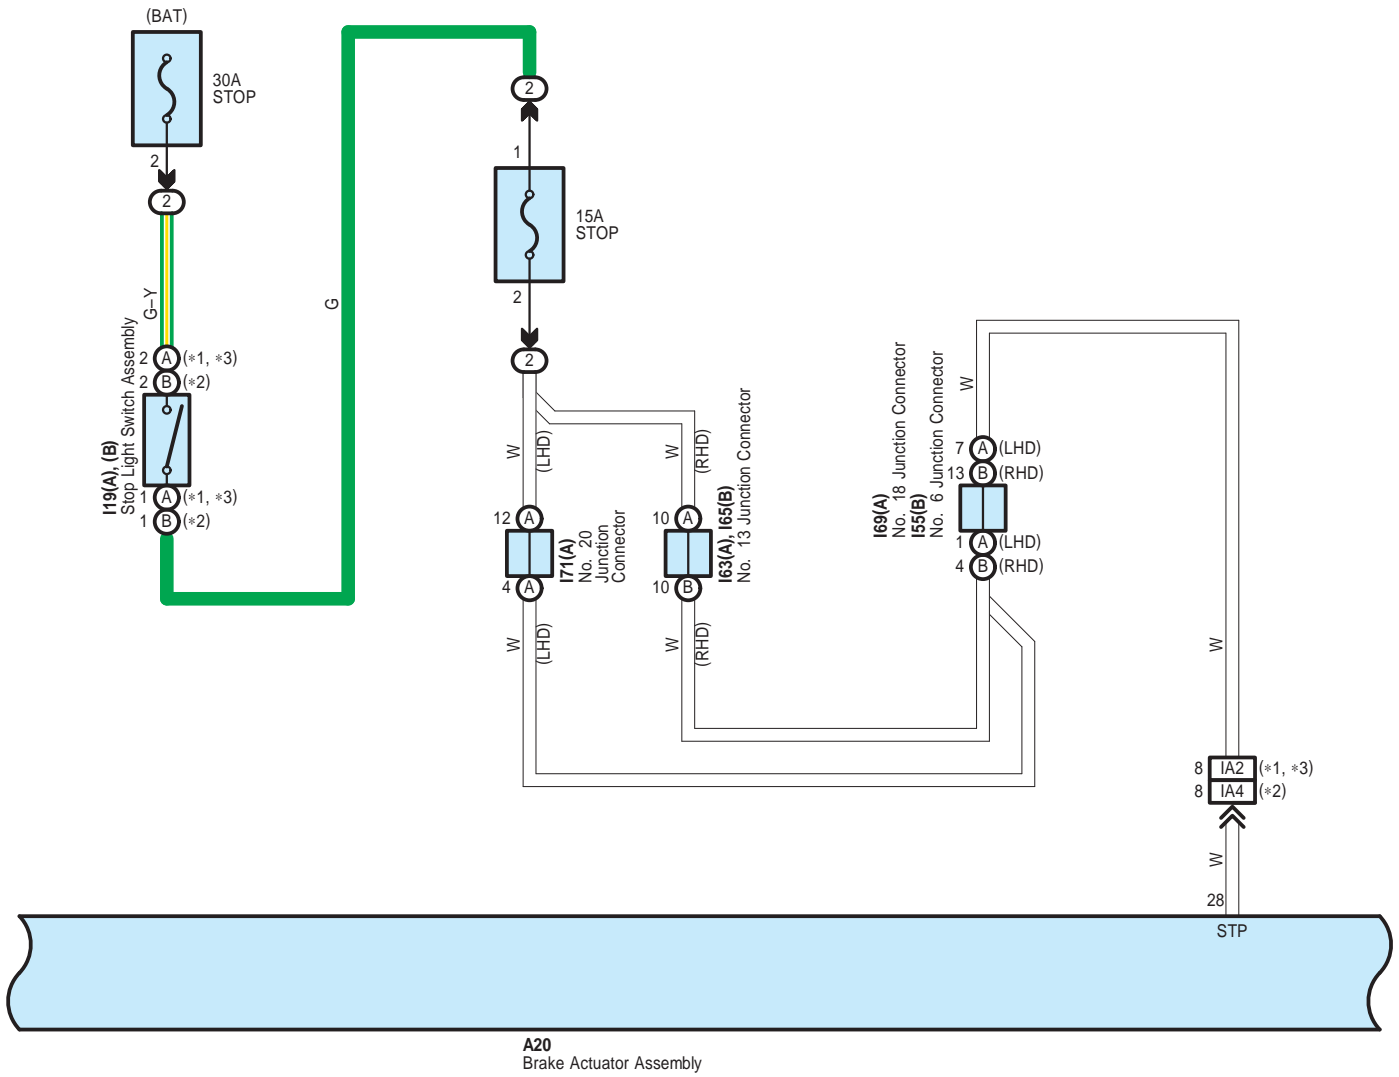 (BAT)
30A
STOP
2
2
G–Y
2 A (∗1, ∗3)
2 B (∗2)
I19(A), (B)
Stop Light Switch Assembly
1 A (∗1, ∗3)
1 B (∗2)
G
2
1
15A
STOP
2
2
W
(LHD)
W
(RHD)
12 A
I71(A)
No. 20
Junction
Connector
4 A
W
(LHD)
10 A
I63(A), I65(B)
No. 13 Junction Connector
10 B
W
(RHD)
W
7 A (LHD)
13 B (RHD)
I69(A)
No. 18 Junction Connector
I55(B)
No. 6 Junction Connector
1 A (LHD)
4 B (RHD)
W
8 IA2 (∗1, ∗3)
8 IA4 (∗2)
W
28
STP
A20
Brake Actuator Assembly